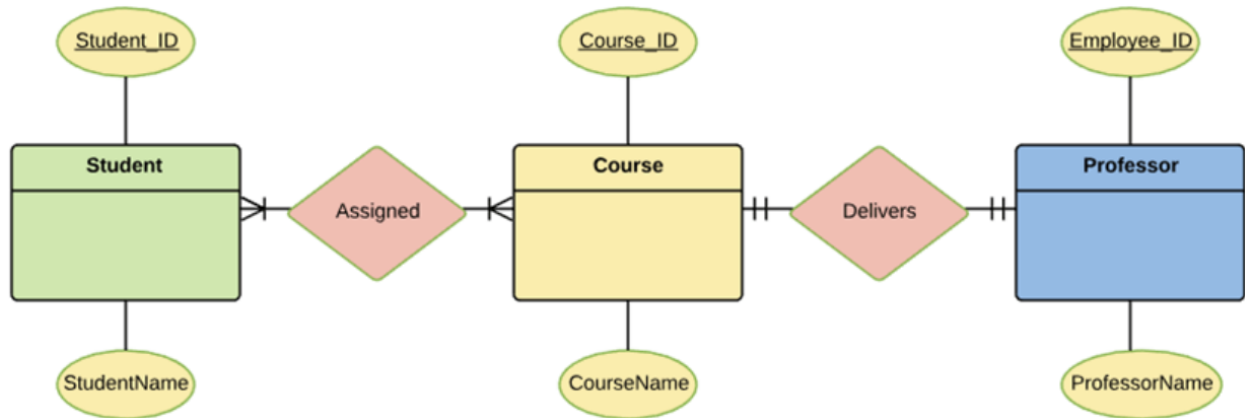 Student_ID
Course_ID
Employee_ID
Student
Course
Professor
Assigned
Delivers
StudentName
CourseName
ProfessorName